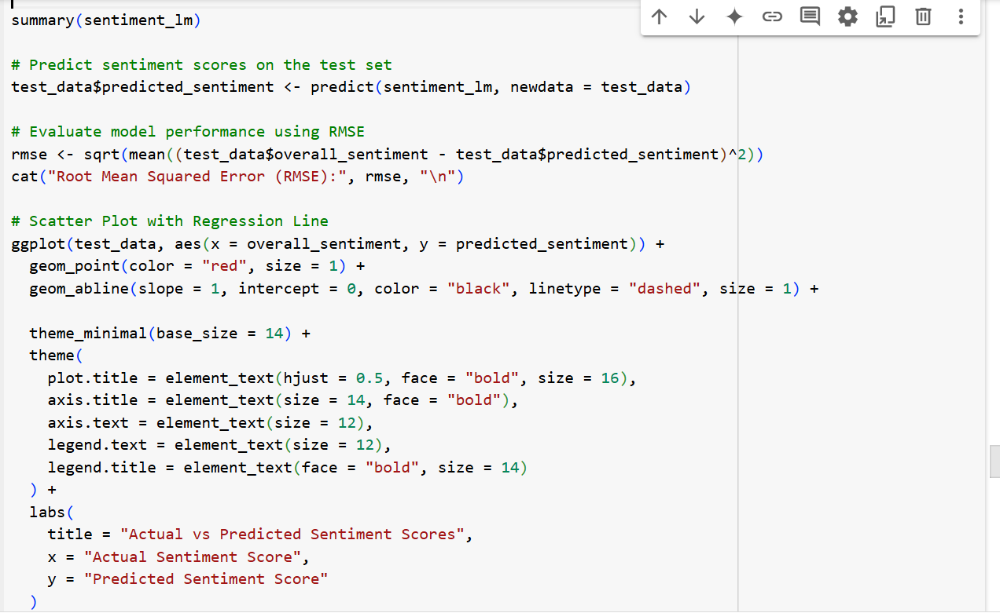 summary(sentiment_lm)

# Predict sentiment scores on the test set
test_data$predicted_sentiment <- predict(sentiment_lm, newdata = test_data)

# Evaluate model performance using RMSE
rmse <- sqrt(mean((test_data$overall_sentiment - test_data$predicted_sentiment)^2))
cat("Root Mean Squared Error (RMSE):", rmse, "\n")

# Scatter Plot with Regression Line
ggplot(test_data, aes(x = overall_sentiment, y = predicted_sentiment)) +
  geom_point(color = "red", size = 1) +
  geom_abline(slope = 1, intercept = 0, color = "black", linetype = "dashed", size = 1) +

  theme_minimal(base_size = 14) +
  theme(
    plot.title = element_text(hjust = 0.5, face = "bold", size = 16),
    axis.title = element_text(size = 14, face = "bold"),
    axis.text = element_text(size = 12),
    legend.text = element_text(size = 12),
    legend.title = element_text(face = "bold", size = 14)
  ) +
  labs(
    title = "Actual vs Predicted Sentiment Scores",
    x = "Actual Sentiment Score",
    y = "Predicted Sentiment Score"
  )